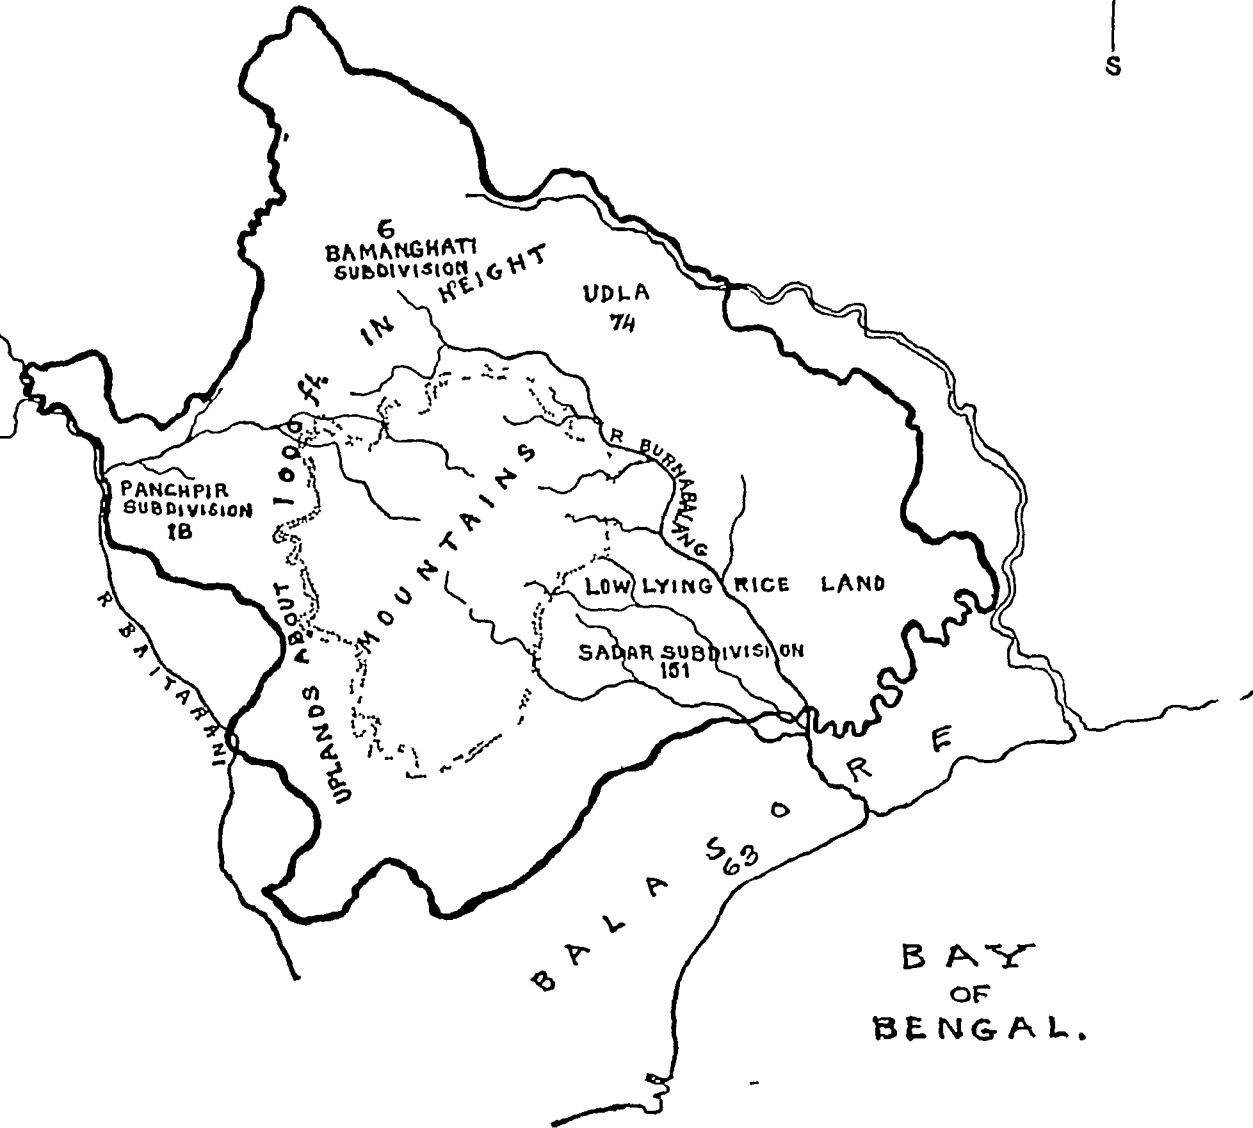 S
6
BAMANGHATI
SUBDIVISION
UDLA
74
UPLANDS ABOUT 1000 ft. IN HEIGHT
MOUNTAINS
R BURNABALANG
PANCHPIR
SUBDIVISION
18
R BAITARANI
LOW LYING RICE LAND
SADAR SUBDIVISION
151
BALASORE
63
BAY
OF
BENGAL.